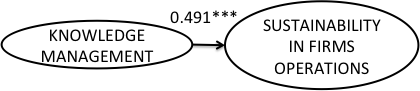 0.491***
KNOWLEDGE
MANAGEMENT
SUSTAINABILITY
IN FIRMS
OPERATIONS